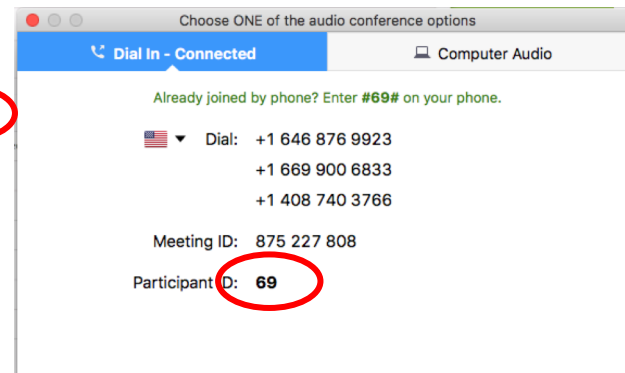 Choose ONE of the audio conference options
Dial In - Connected
Computer Audio
Already joined by phone? Enter #69# on your phone.
Dial: +1 646 876 9923
+1 669 900 6833
+1 408 740 3766
Meeting ID: 875 227 808
Participant ID: 69